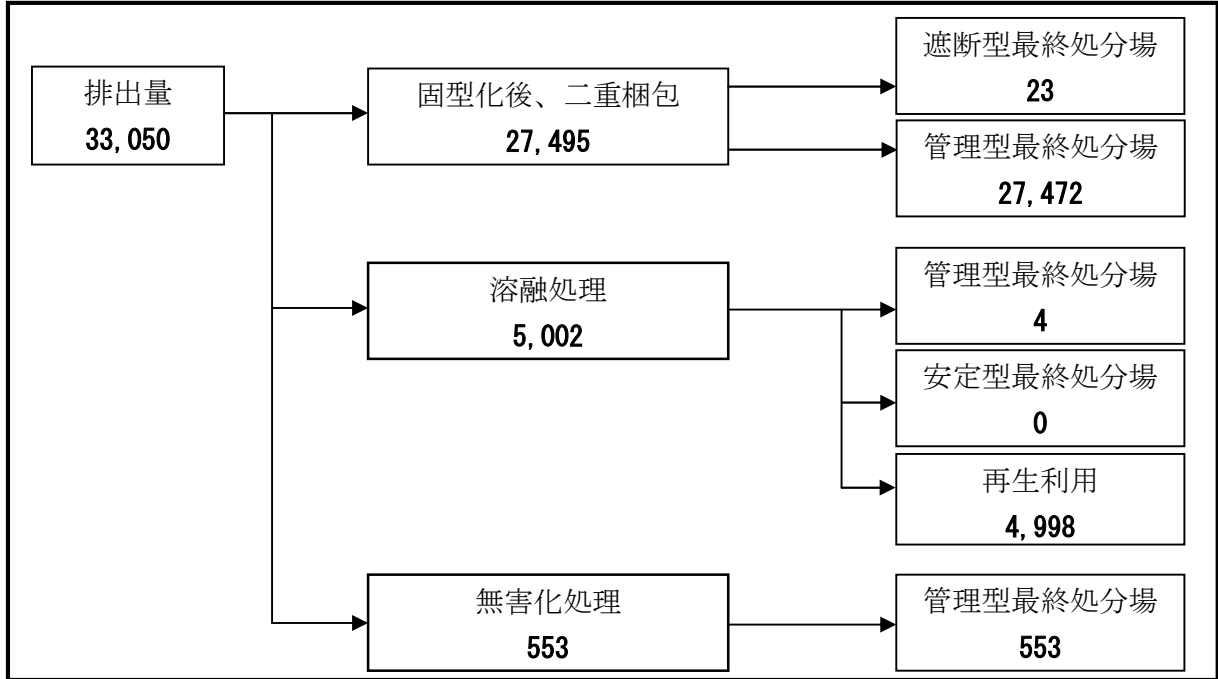 排出量
33,050
固型化後、二重梱包
27,495
遮断型最終処分場
23
管理型最終処分場
27,472
溶融処理
5,002
管理型最終処分場
4
安定型最終処分場
0
再生利用
4,998
無害化処理
553
管理型最終処分場
553